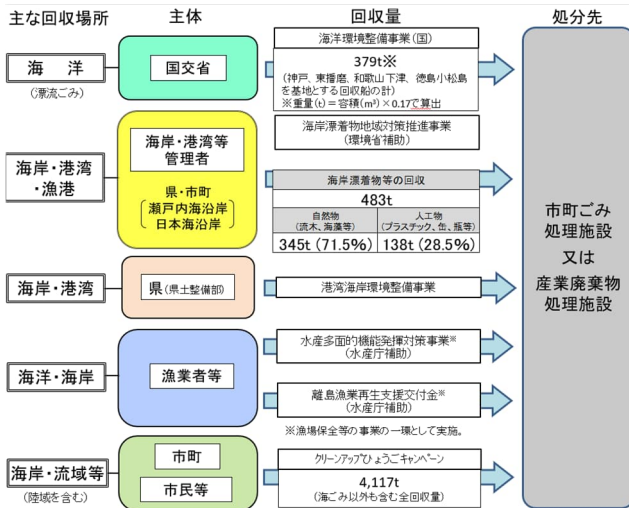 主な回収場所
主体
回収量
処分先
海 洋
(漂流ごみ)
国交省
海洋環境整備事業(国)
379t※
(神戸、東播磨、和歌山下津、徳島小松島
を基地とする回収船の計)
※重量(t)=容積(m³)×0.17で算出
海岸・港湾
・漁港
海岸・港湾等
管理者
県・市町
瀬戸内海沿岸
日本海沿岸
海岸漂着物地域対策推進事業
(環境省補助)
海岸漂着物等の回収
483t
自然物
(流木、海藻等)
人工物
(プラスチック、缶、瓶等)
345t (71.5%)
138t (28.5%)
海岸・港湾
県(県土整備部)
港湾海岸環境整備事業
海洋・海岸
漁業者等
水産多面的機能発揮対策事業※
(水産庁補助)
離島漁業再生支援交付金※
(水産庁補助)
※漁場保全等の事業の一環として実施。
海岸・流域等
(陸域を含む)
市町
市民等
クリーンアップひょうごキャンペーン
4,117t
(海ごみ以外も含む全回収量)
市町ごみ
処理施設
又は
産業廃棄物
処理施設